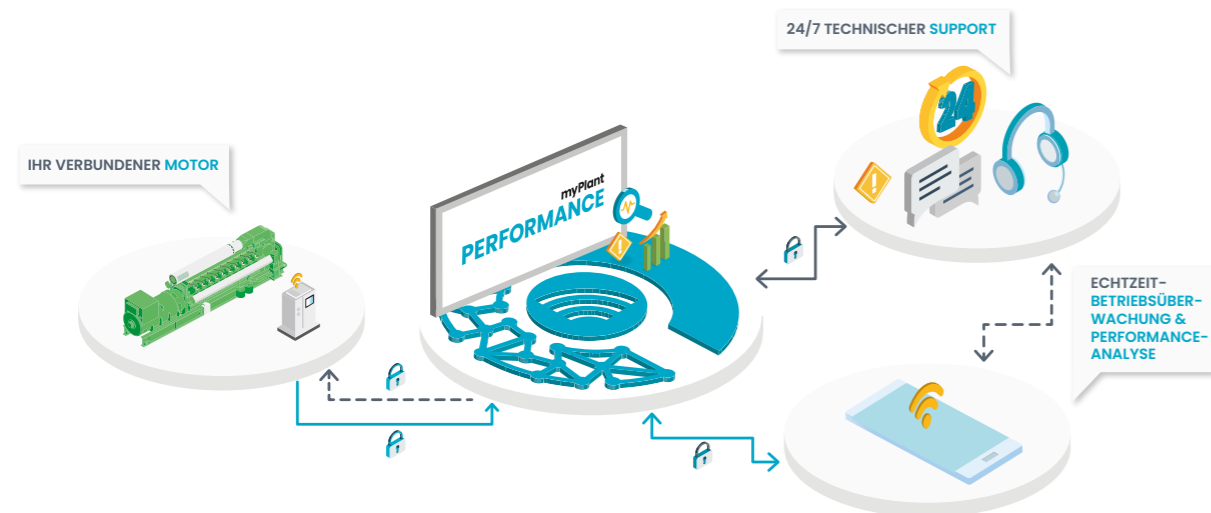 24/7 TECHNISCHER SUPPORT
24
IHR VERBUNDENER MOTOR
myPlant
PERFORMANCE
ECHTZEIT-
BETRIEBSÜBER-
WACHUNG &
PERFORMANCE-
ANALYSE